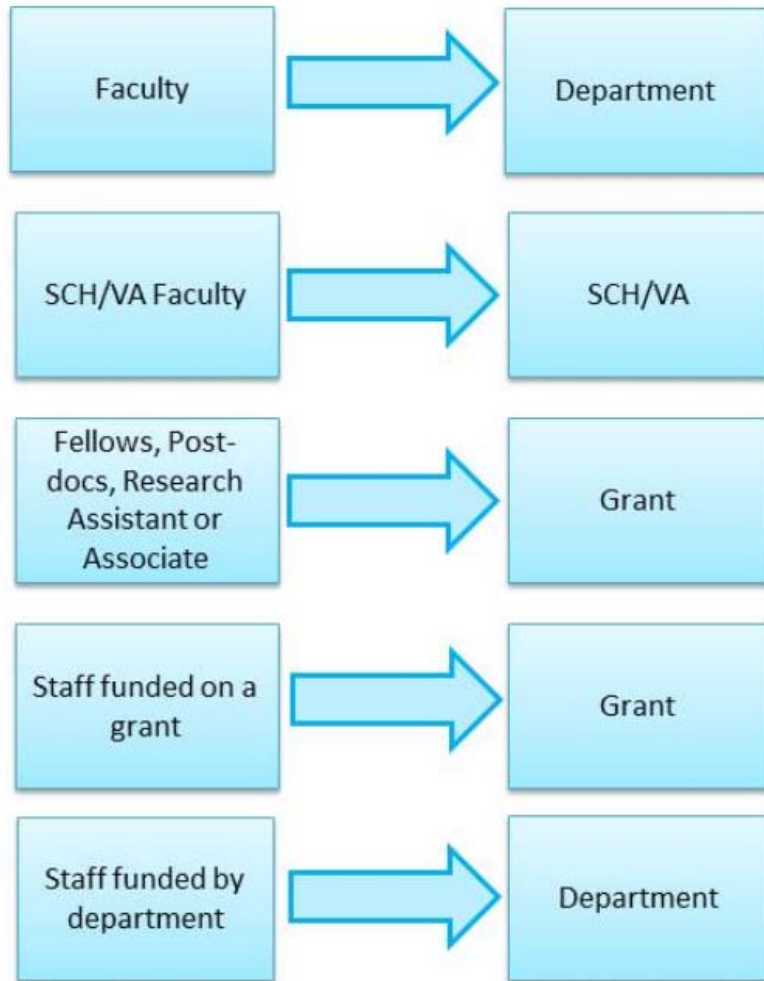 Faculty
Department
SCH/VA Faculty
SCH/VA
Fellows, Post-
docs, Research
Assistant or
Associate
Grant
Staff funded on a
grant
Grant
Staff funded by
department
Department